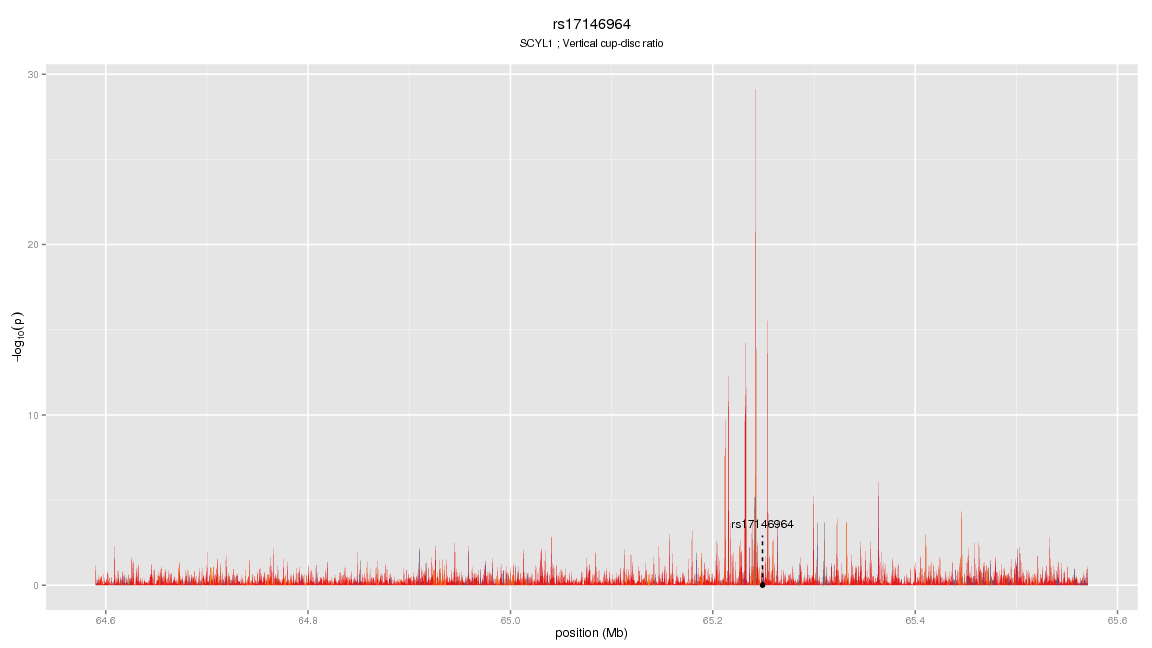 rs17146964
SCYL1 ; Vertical cup-disc ratio
30
20
10
0
−log10(p)
rs17146964
64.6 64.8 65.0 65.2 65.4 65.6
position (Mb)